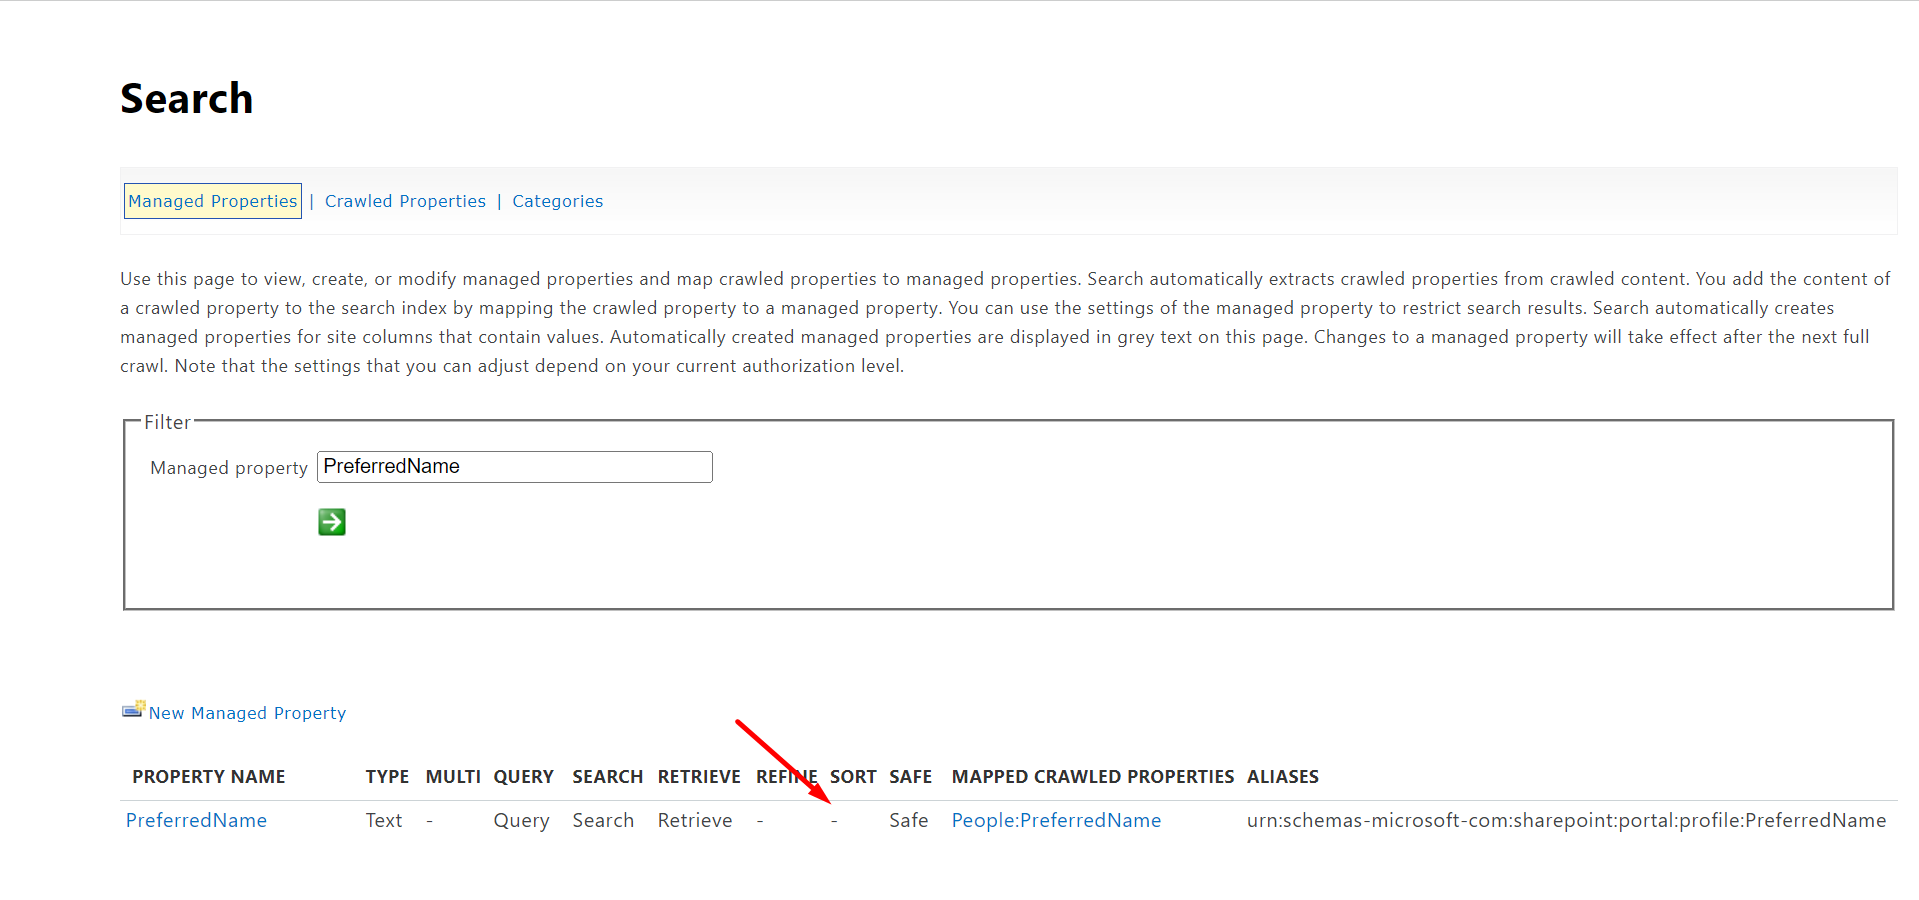 Search
Managed Properties | Crawled Properties | Categories
Use this page to view, create, or modify managed properties and map crawled properties to managed properties. Search automatically extracts crawled properties from crawled content. You add the content of
a crawled property to the search index by mapping the crawled property to a managed property. You can use the settings of the managed property to restrict search results. Search automatically creates
managed properties for site columns that contain values. Automatically created managed properties are displayed in grey text on this page. Changes to a managed property will take effect after the next full
crawl. Note that the settings that you can adjust depend on your current authorization level.
Filter
Managed property PreferredName
New Managed Property
PROPERTY NAME TYPE MULTI QUERY SEARCH RETRIEVE REFINE SORT SAFE MAPPED CRAWLED PROPERTIES ALIASES
PreferredName Text - Query Search Retrieve - - Safe People:PreferredName urn:schemas-microsoft-com:sharepoint:portal:profile:PreferredName